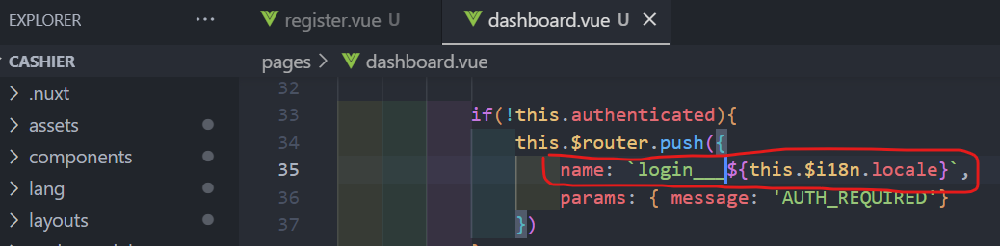 EXPLORER ...
register.vue U
dashboard.vue U
CASHIER
pages > dashboard.vue
> .nuxt
> assets
> components
> lang
> layouts
32
33 if(!this.authenticated){
34 this.$router.push({
35 name: `login___${this.$i18n.locale}`,
36 params: { message: 'AUTH_REQUIRED'}
37 })